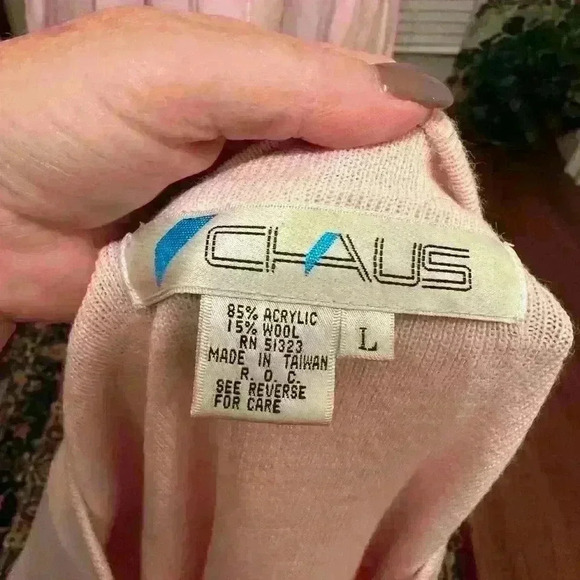 CHAUS
85% ACRYLIC
15% WOOL
RN 51323
MADE IN TAIWAN
R. O. C.
SEE REVERSE
FOR CARE
L